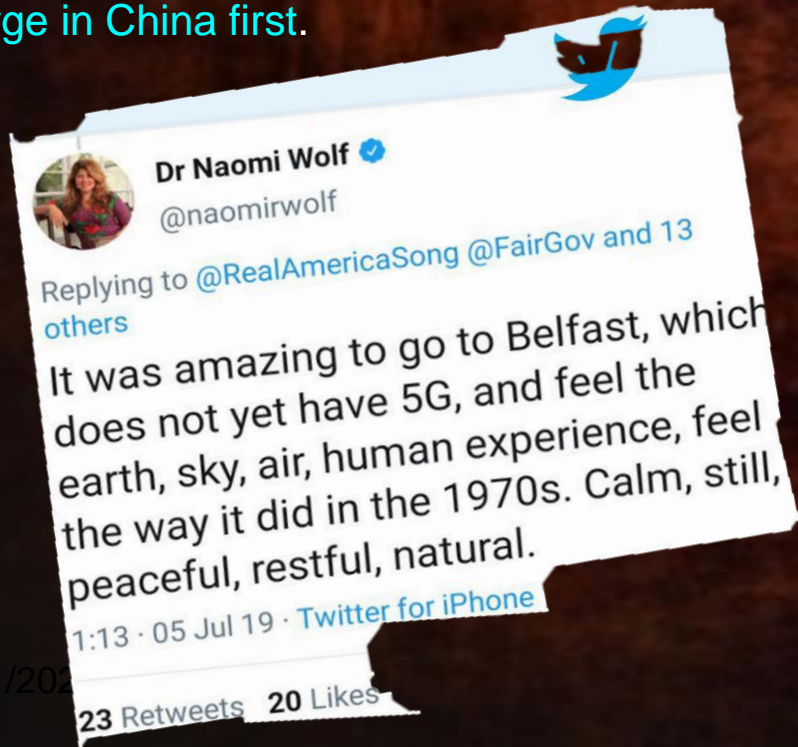 rge in China first.
Dr Naomi Wolf
@naomirwolf
Replying to @RealAmericaSong @FairGov and 13
others
It was amazing to go to Belfast, which
does not yet have 5G, and feel the
earth, sky, air, human experience, feel
the way it did in the 1970s. Calm, still,
peaceful, restful, natural.
1:13 · 05 Jul 19 · Twitter for iPhone
/202
23 Retweets 20 Likes